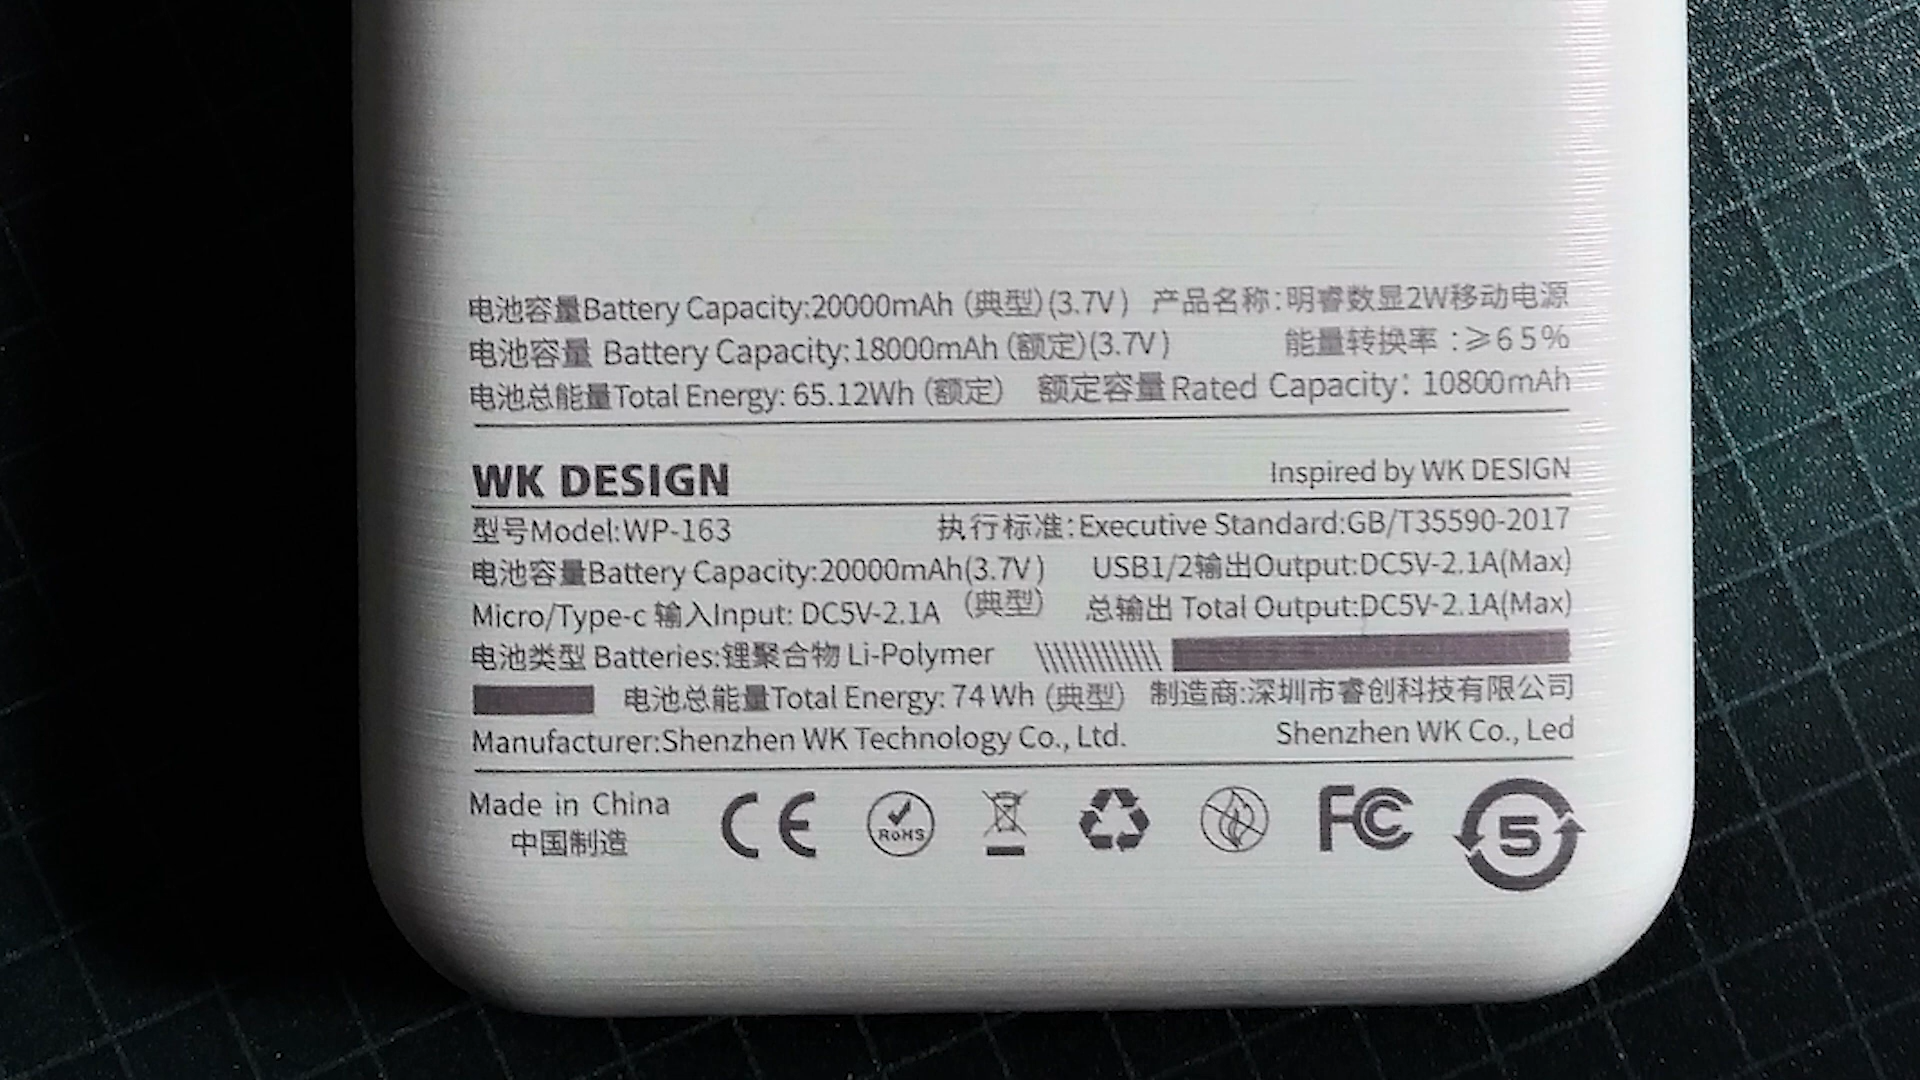 电池容量Battery Capacity:20000mAh (典型)(3.7V) 产品名称:明睿数显2W移动电源
电池容量 Battery Capacity:18000mAh (额定)(3.7V) 能量转换率 :≥65%
电池总能量Total Energy: 65.12Wh (额定) 额定容量Rated Capacity: 10800mAh
WK DESIGN Inspired by WK DESIGN
型号Model:WP-163 执行标准:Executive Standard:GB/T35590-2017
电池容量Battery Capacity:20000mAh(3.7V) USB1/2输出Output:DC5V-2.1A(Max)
Micro/Type-c 输入Input: DC5V-2.1A (典型) 总输出 Total Output:DC5V-2.1A(Max)
电池类型 Batteries:锂聚合物 Li-Polymer
电池总能量Total Energy: 74 Wh (典型) 制造商:深圳市睿创科技有限公司
Manufacturer:Shenzhen WK Technology Co., Ltd. Shenzhen WK Co., Led
Made in China CE RoHS FC 5
中国制造